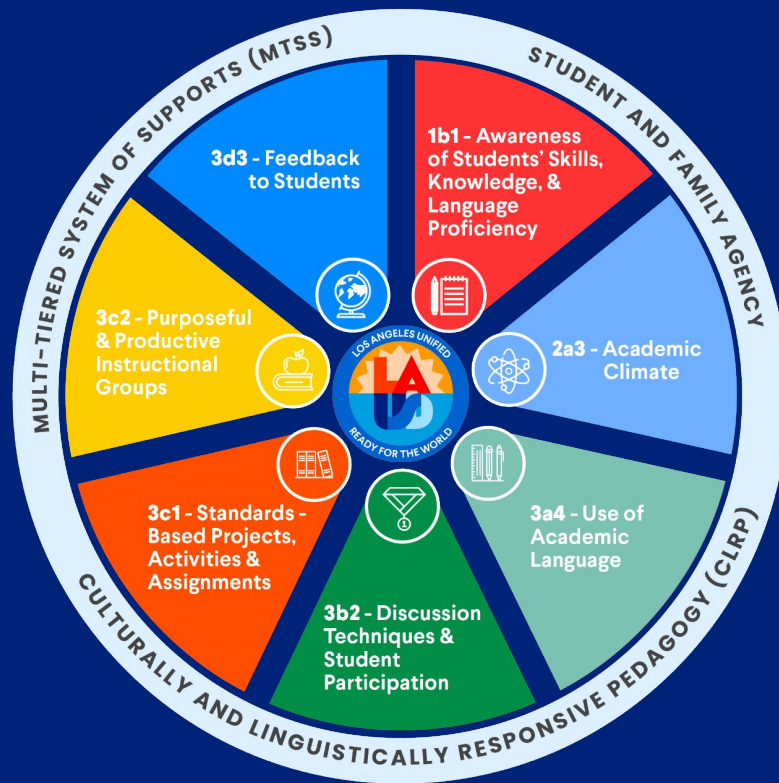 MULTI-TIERED SYSTEM OF SUPPORTS (MTSS)
STUDENT AND FAMILY AGENCY
CULTURALLY AND LINGUISTICALLY RESPONSIVE PEDAGOGY (CLRP)
1b1 - Awareness
of Students' Skills,
Knowledge, &
Language
Proficiency
2a3 - Academic
Climate
3a4 - Use of
Academic
Language
3b2 - Discussion
Techniques &
Student
Participation
3c1 - Standards -
Based Projects,
Activities &
Assignments
3c2 - Purposeful
& Productive
Instructional
Groups
3d3 - Feedback
to Students
LOS ANGELES UNIFIED
LA
USD
READY FOR THE WORLD
1